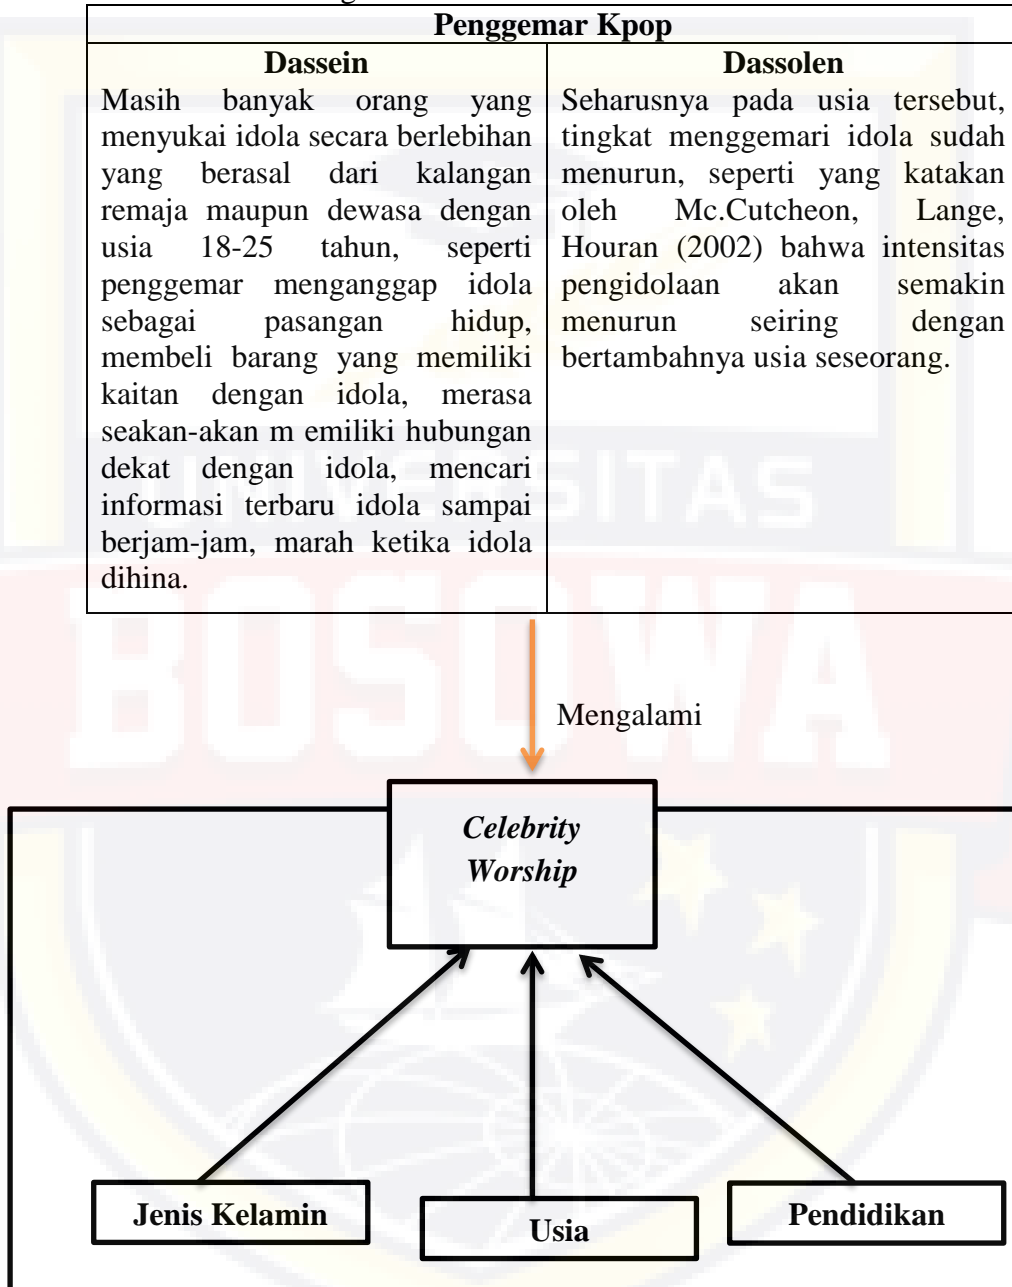 Penggemar Kpop
Dassein
Masih banyak orang yang
menyukai idola secara berlebihan
yang berasal dari kalangan
remaja maupun dewasa dengan
usia 18-25 tahun, seperti
penggemar menganggap idola
sebagai pasangan hidup,
membeli barang yang memiliki
kaitan dengan idola, merasa
seakan-akan m emiliki hubungan
dekat dengan idola, mencari
informasi terbaru idola sampai
berjam-jam, marah ketika idola
dihina.
Dassolen
Seharusnya pada usia tersebut,
tingkat menggemari idola sudah
menurun, seperti yang katakan
oleh Mc.Cutcheon, Lange,
Houran (2002) bahwa intensitas
pengidolaan akan semakin
menurun seiring dengan
bertambahnya usia seseorang.
UNIVERSITAS
BOSOWA
Mengalami
Celebrity
Worship
Jenis Kelamin
Usia
Pendidikan